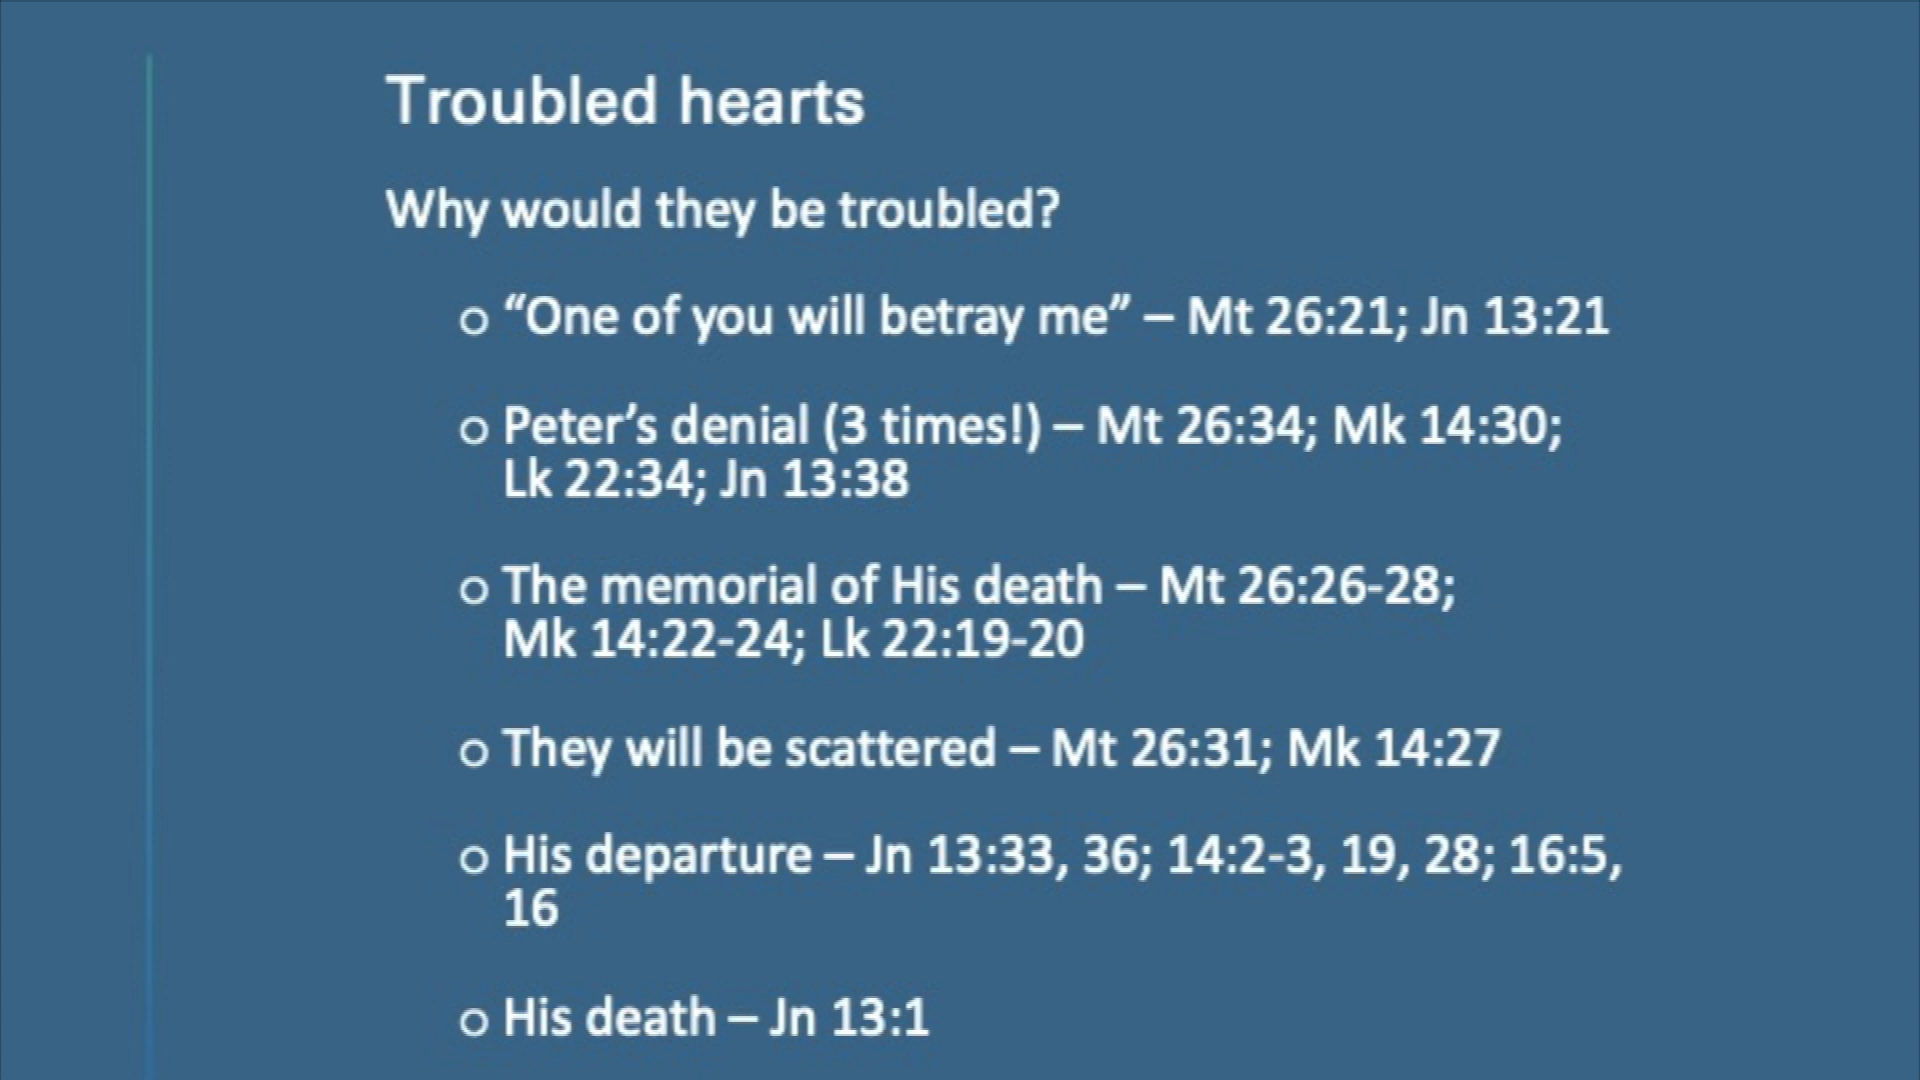 Troubled hearts
Why would they be troubled?
o “One of you will betray me” – Mt 26:21; Jn 13:21
o Peter’s denial (3 times!) – Mt 26:34; Mk 14:30;
Lk 22:34; Jn 13:38
o The memorial of His death – Mt 26:26-28;
Mk 14:22-24; Lk 22:19-20
o They will be scattered – Mt 26:31; Mk 14:27
o His departure – Jn 13:33, 36; 14:2-3, 19, 28; 16:5,
16
o His death – Jn 13:1